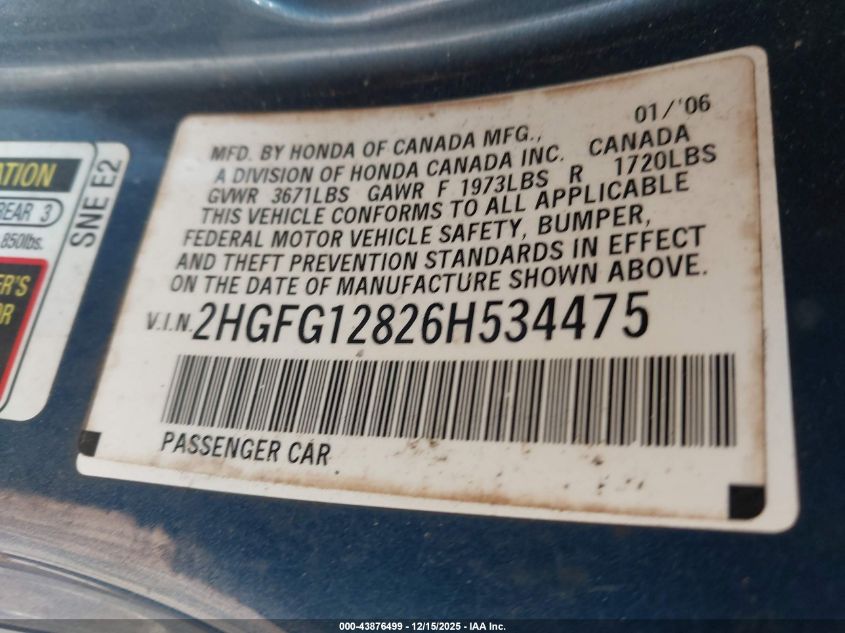 01/'06
MFD. BY HONDA OF CANADA MFG., CANADA
A DIVISION OF HONDA CANADA INC.
GVWR 3671LBS GAWR F 1973LBS R 1720LBS
THIS VEHICLE CONFORMS TO ALL APPLICABLE
FEDERAL MOTOR VEHICLE SAFETY, BUMPER,
AND THEFT PREVENTION STANDARDS IN EFFECT
ON THE DATE OF MANUFACTURE SHOWN ABOVE.
V.I.N. 2HGFG12826H534475
PASSENGER CAR
REAR 3
850lbs.
SNE E2
000-43876499 - 12/15/2025 - IAA Inc.